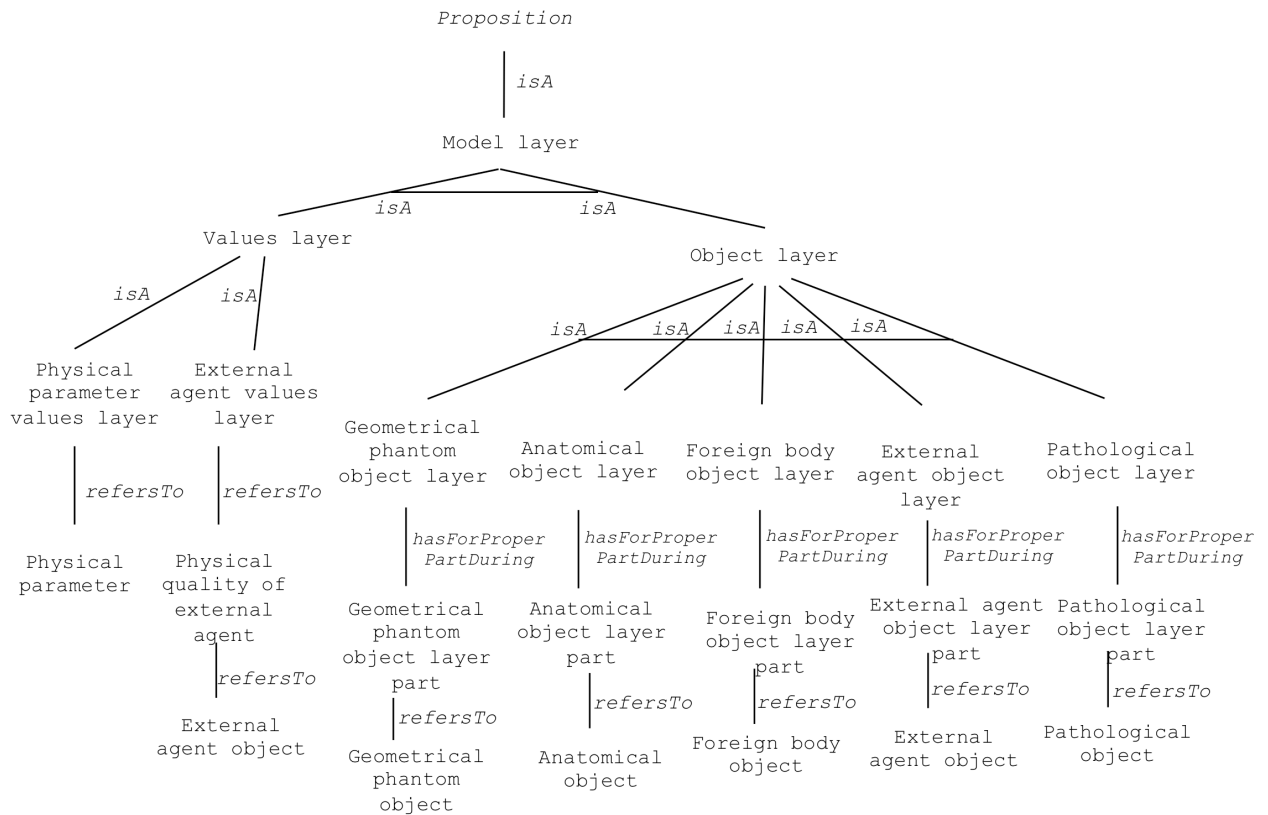 Proposition
isA
Model layer
isA
isA
Values layer
Object layer
isA
isA
isA
isA
isA
isA
isA
Physical
parameter
values layer
External
agent values
layer
Geometrical
phantom
object layer
Anatomical
object layer
Foreign body
object layer
External
agent object
layer
Pathological
object layer
refersTo
refersTo
hasForProper
PartDuring
hasForProper
PartDuring
hasForProper
PartDuring
hasForProper
PartDuring
hasForProper
PartDuring
Physical
parameter
Physical
quality of
external
agent
Geometrical
phantom
object layer
part
Anatomical
object layer
part
Foreign body
object layer
part
External agent
object layer
part
Pathological
object layer
part
refersTo
refersTo
refersTo
refersTo
refersTo
refersTo
External
agent object
Geometrical
phantom
object
Anatomical
object
Foreign body
object
External
agent object
Pathological
object